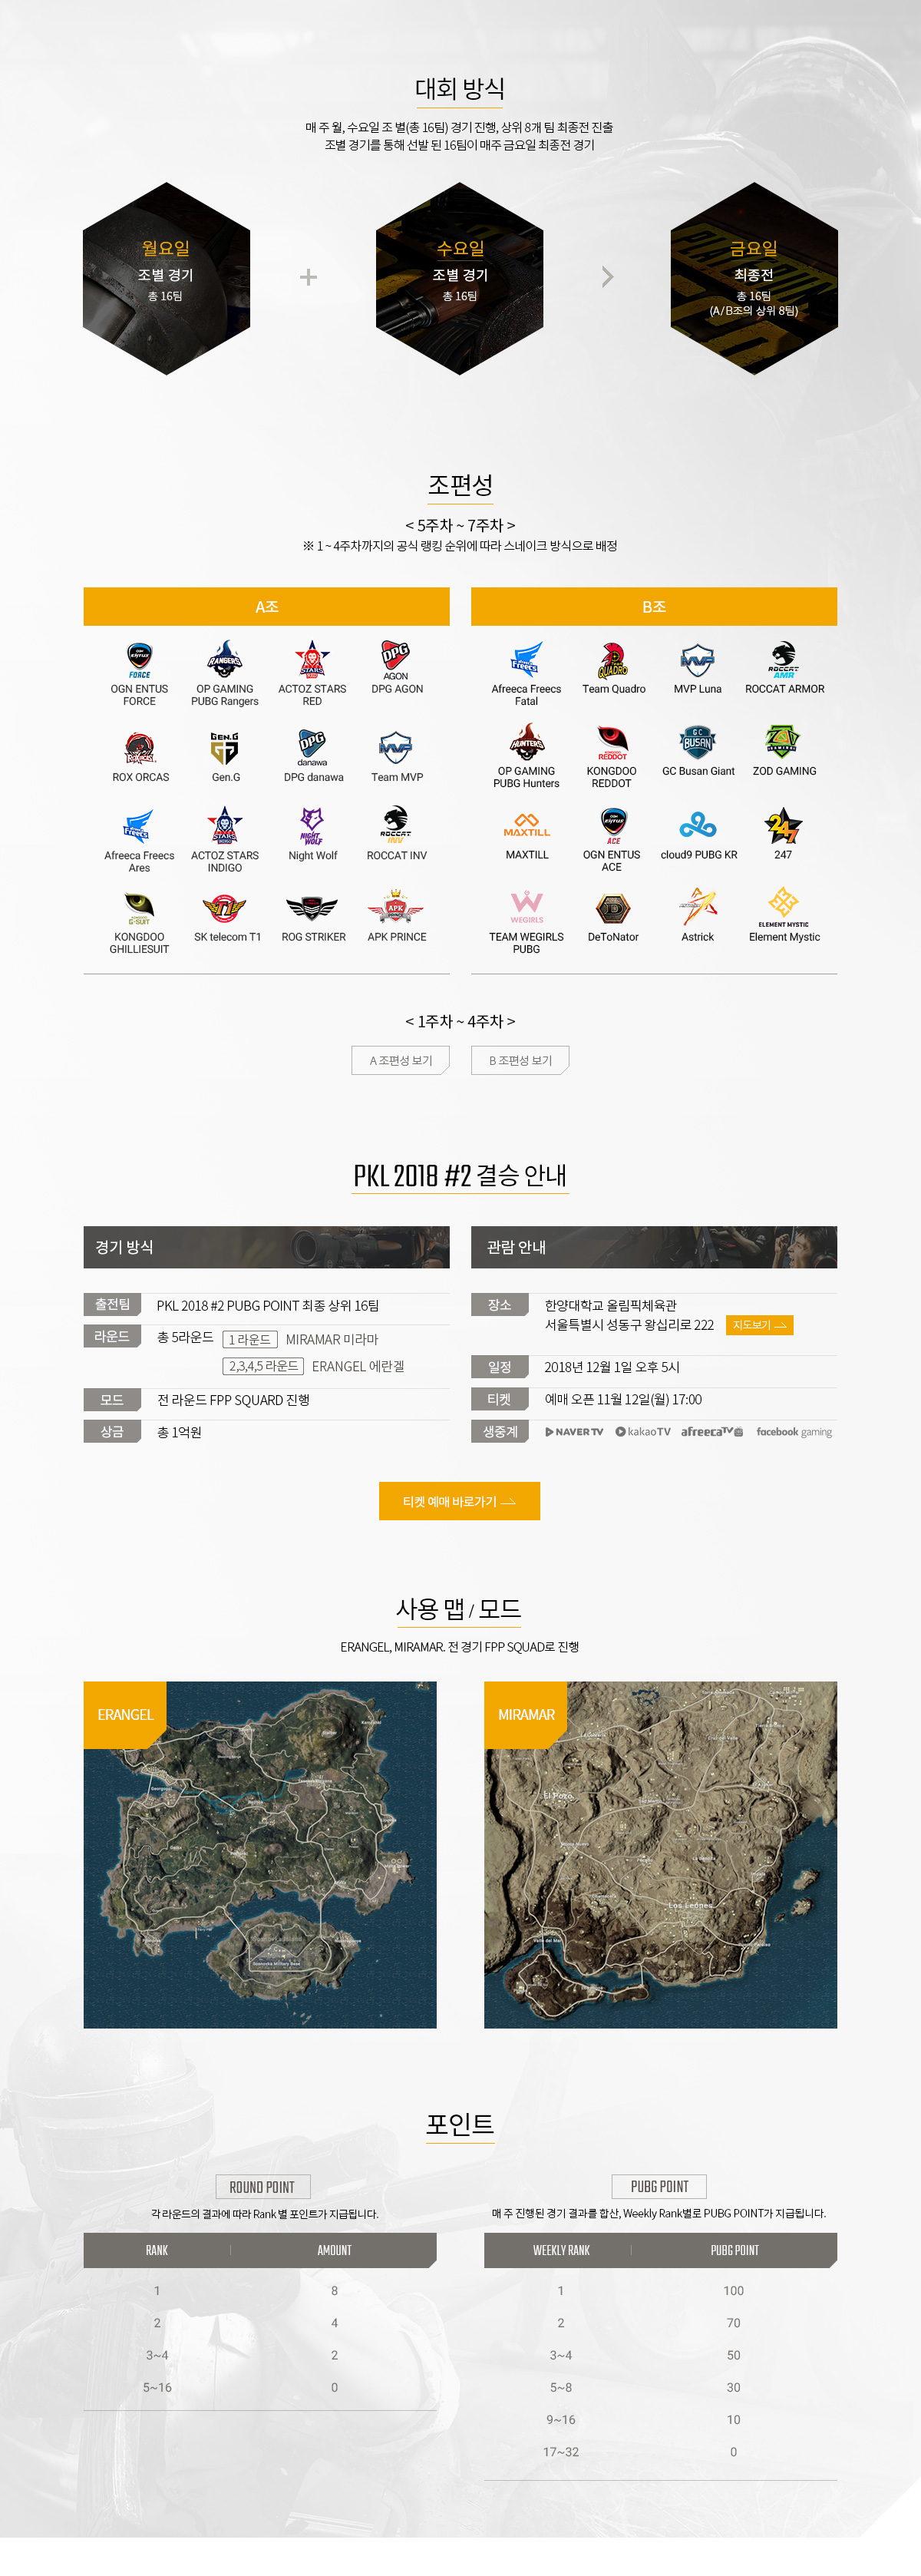 대회 방식
매 주 월, 수요일 조 별(총 16팀) 경기 진행, 상위 8개 팀 최종전 진출
조별 경기를 통해 선발 된 16팀이 매주 금요일 최종전 경기
월요일
조별 경기
총 16팀
+
수요일
조별 경기
총 16팀
금요일
최종전
총 16팀
(A/B조의 상위 8팀)
조편성
< 5주차 ~ 7주차 >
※ 1 ~ 4주차까지의 공식 랭킹 순위에 따라 스네이크 방식으로 배정
A조
OGN ENTUS FORCE
OP GAMING PUBG Rangers
ACTOZ STARS RED
DPG AGON
ROX ORCAS
Gen.G
DPG danawa
Team MVP
Afreeca Freecs Ares
ACTOZ STARS INDIGO
Night Wolf
ROCCAT INV
KONGDOO GHILLIESUIT
SK telecom T1
ROG STRIKER
APK PRINCE
B조
Afreeca Freecs Fatal
Team Quadro
MVP Luna
ROCCAT ARMOR
OP GAMING PUBG Hunters
KONGDOO REDDOT
GC Busan Giant
ZOD GAMING
MAXTILL
OGN ENTUS ACE
cloud9 PUBG KR
247
TEAM WEGIRLS PUBG
DeToNator
Astrick
Element Mystic
< 1주차 ~ 4주차 >
A 조편성 보기
B 조편성 보기
PKL 2018 #2 결승 안내
경기 방식
출전팀 PKL 2018 #2 PUBG POINT 최종 상위 16팀
라운드 총 5라운드 1 라운드 MIRAMAR 미라마
2,3,4,5 라운드 ERANGEL 에란겔
모드 전 라운드 FPP SQUARD 진행
상금 총 1억원
관람 안내
장소 한양대학교 올림픽체육관
서울특별시 성동구 왕십리로 222 지도보기
일정 2018년 12월 1일 오후 5시
티켓 예매 오픈 11월 12일(월) 17:00
생중계 NAVER TV kakaoTV afreecaTV facebook gaming
티켓 예매 바로가기
사용 맵 / 모드
ERANGEL, MIRAMAR. 전 경기 FPP SQUAD로 진행
ERANGEL
MIRAMAR
El Pozo
Los Leones
포인트
ROUND POINT
각 라운드의 결과에 따라 Rank 별 포인트가 지급됩니다.
RANK AMOUNT
1 8
2 4
3~4 2
5~16 0
PUBG POINT
매 주 진행된 경기 결과를 합산, Weekly Rank별로 PUBG POINT가 지급됩니다.
WEEKLY RANK PUBG POINT
1 100
2 70
3~4 50
5~8 30
9~16 10
17~32 0